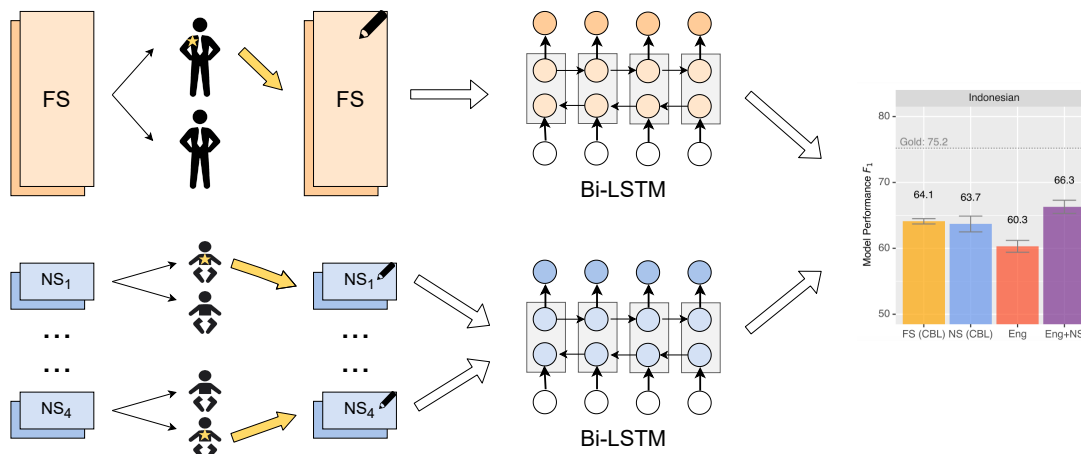 FS
FS
Bi-LSTM
NS1
NS1
...
...
...
...
NS4
NS4
Bi-LSTM
Indonesian
Model Performance F1
80
70
60
50
Gold: 75.2
64.1
63.7
60.3
66.3
FS (CBL)
NS (CBL)
Eng
Eng+NS